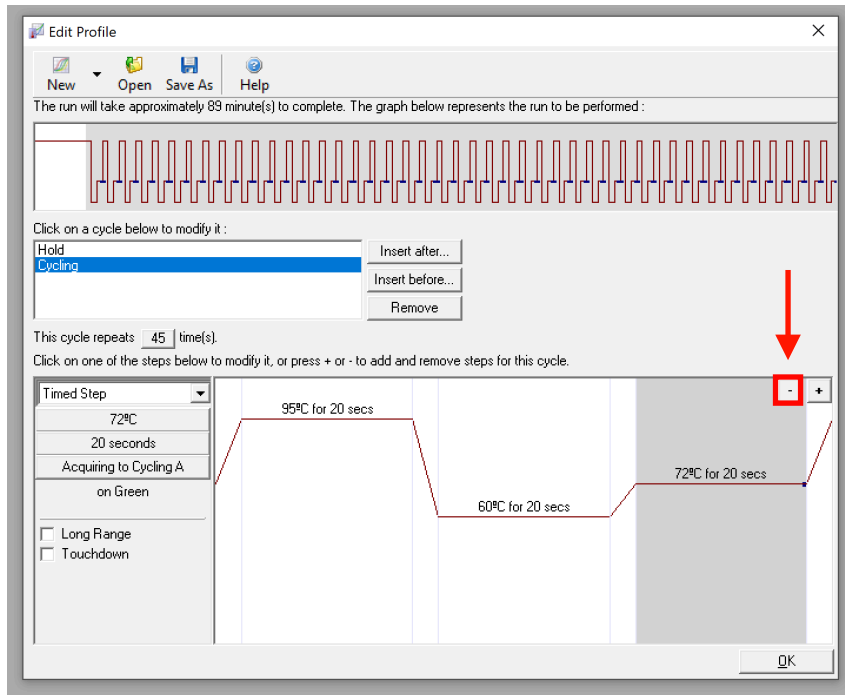 Edit Profile
New Open Save As Help
The run will take approximately 89 minute(s) to complete. The graph below represents the run to be performed :
Click on a cycle below to modify it :
Hold
Cycling
Insert after...
Insert before...
Remove
This cycle repeats 45 time(s).
Click on one of the steps below to modify it, or press + or - to add and remove steps for this cycle.
Timed Step
72ºC
20 seconds
Acquiring to Cycling A
on Green
Long Range
Touchdown
95ºC for 20 secs
60ºC for 20 secs
72ºC for 20 secs
- +
OK